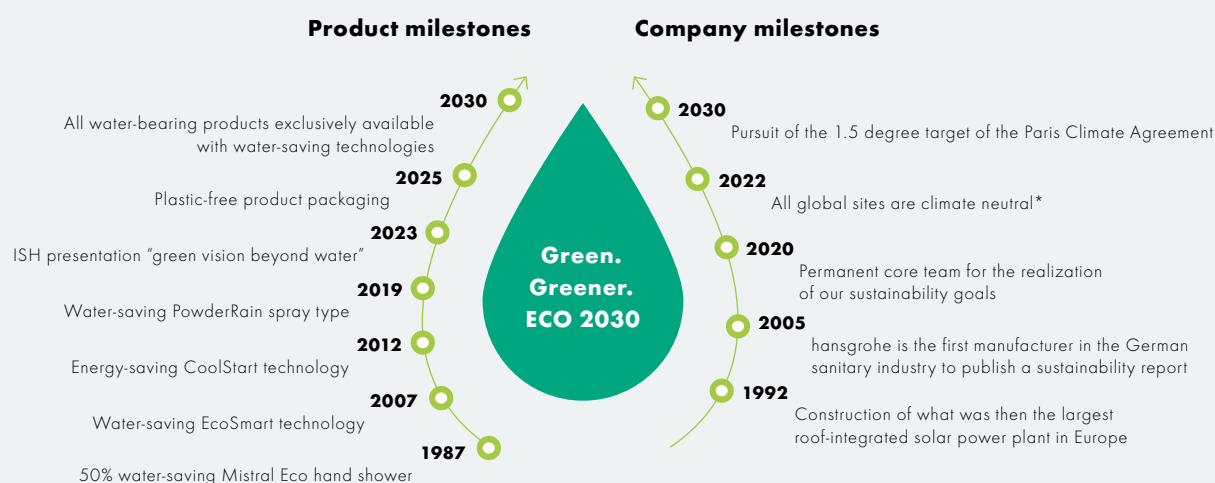 Product milestones
2030
All water-bearing products exclusively available
with water-saving technologies
2025
Plastic-free product packaging
2023
ISH presentation “green vision beyond water”
2019
Water-saving PowderRain spray type
2012
Energy-saving CoolStart technology
2007
Water-saving EcoSmart technology
1987
50% water-saving Mistral Eco hand shower
Green.
Greener.
ECO 2030
Company milestones
2030
Pursuit of the 1.5 degree target of the Paris Climate Agreement
2022
All global sites are climate neutral*
2020
Permanent core team for the realization
of our sustainability goals
2005
hansgrohe is the first manufacturer in the German
sanitary industry to publish a sustainability report
1992
Construction of what was then the largest
roof-integrated solar power plant in Europe